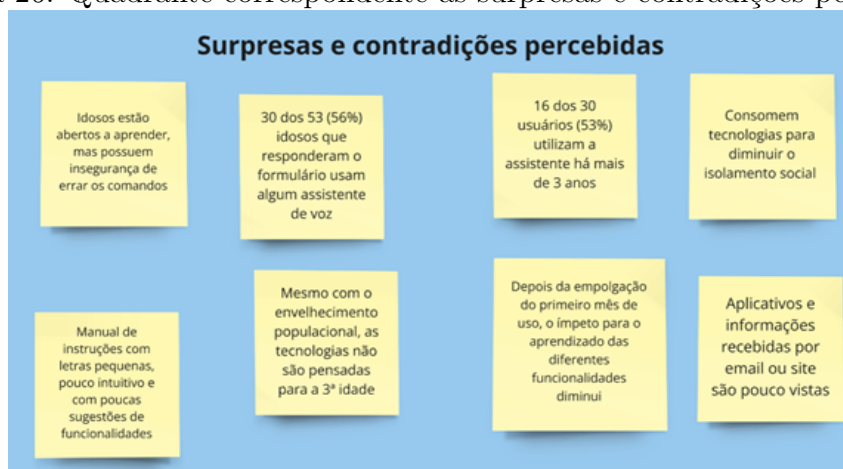 Quadrante correspondente às surpresas e contradições
Surpresas e contradições percebidas
Idosos estão
abertos a aprender,
mas possuem
insegurança de
errar os comandos
30 dos 53 (56%)
idosos que
responderam o
formulário usam
algum assistente
de voz
16 dos 30
usuários (53%)
utilizam a
assistente há mais
de 3 anos
Consomem
tecnologias para
diminuir o
isolamento social
Manual de
instruções com
letras pequenas,
pouco intuitivo e
com poucas
sugestões de
funcionalidades
Mesmo com o
envelhecimento
populacional, as
tecnologias não
são pensadas
para a 3ª idade
Depois da empolgação
do primeiro mês de
uso, o ímpeto para o
aprendizado das
diferentes
funcionalidades
diminui
Aplicativos e
informações
recebidas por
email ou site
são pouco vistas